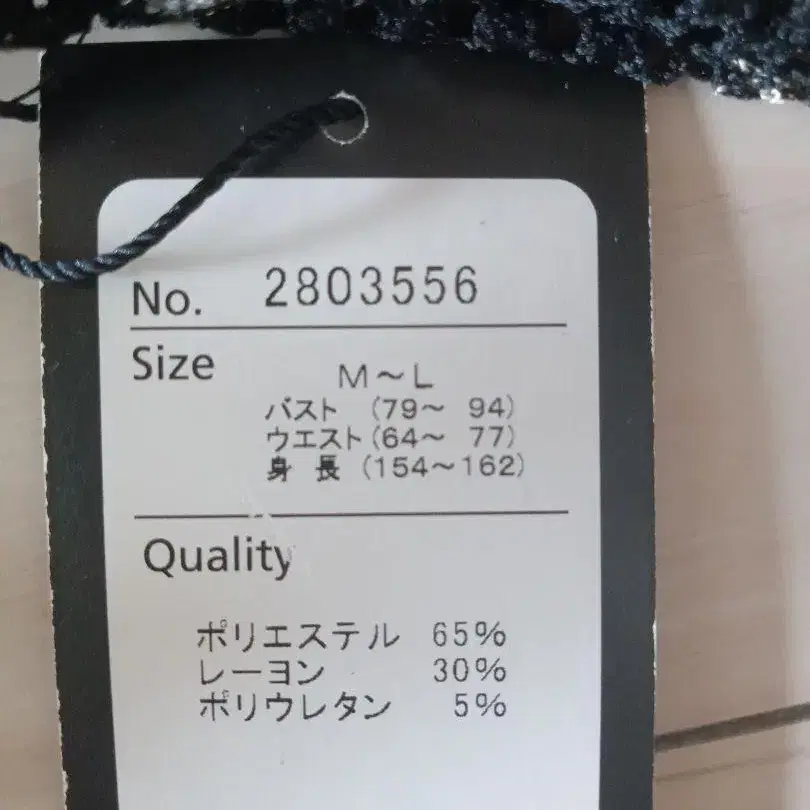 No. 2803556
Size
M～L
バスト (79～ 94)
ウエスト(64～ 77)
身 長 (154～162)
Quality
ポリエステル 65%
レーヨン 30%
ポリウレタン 5%